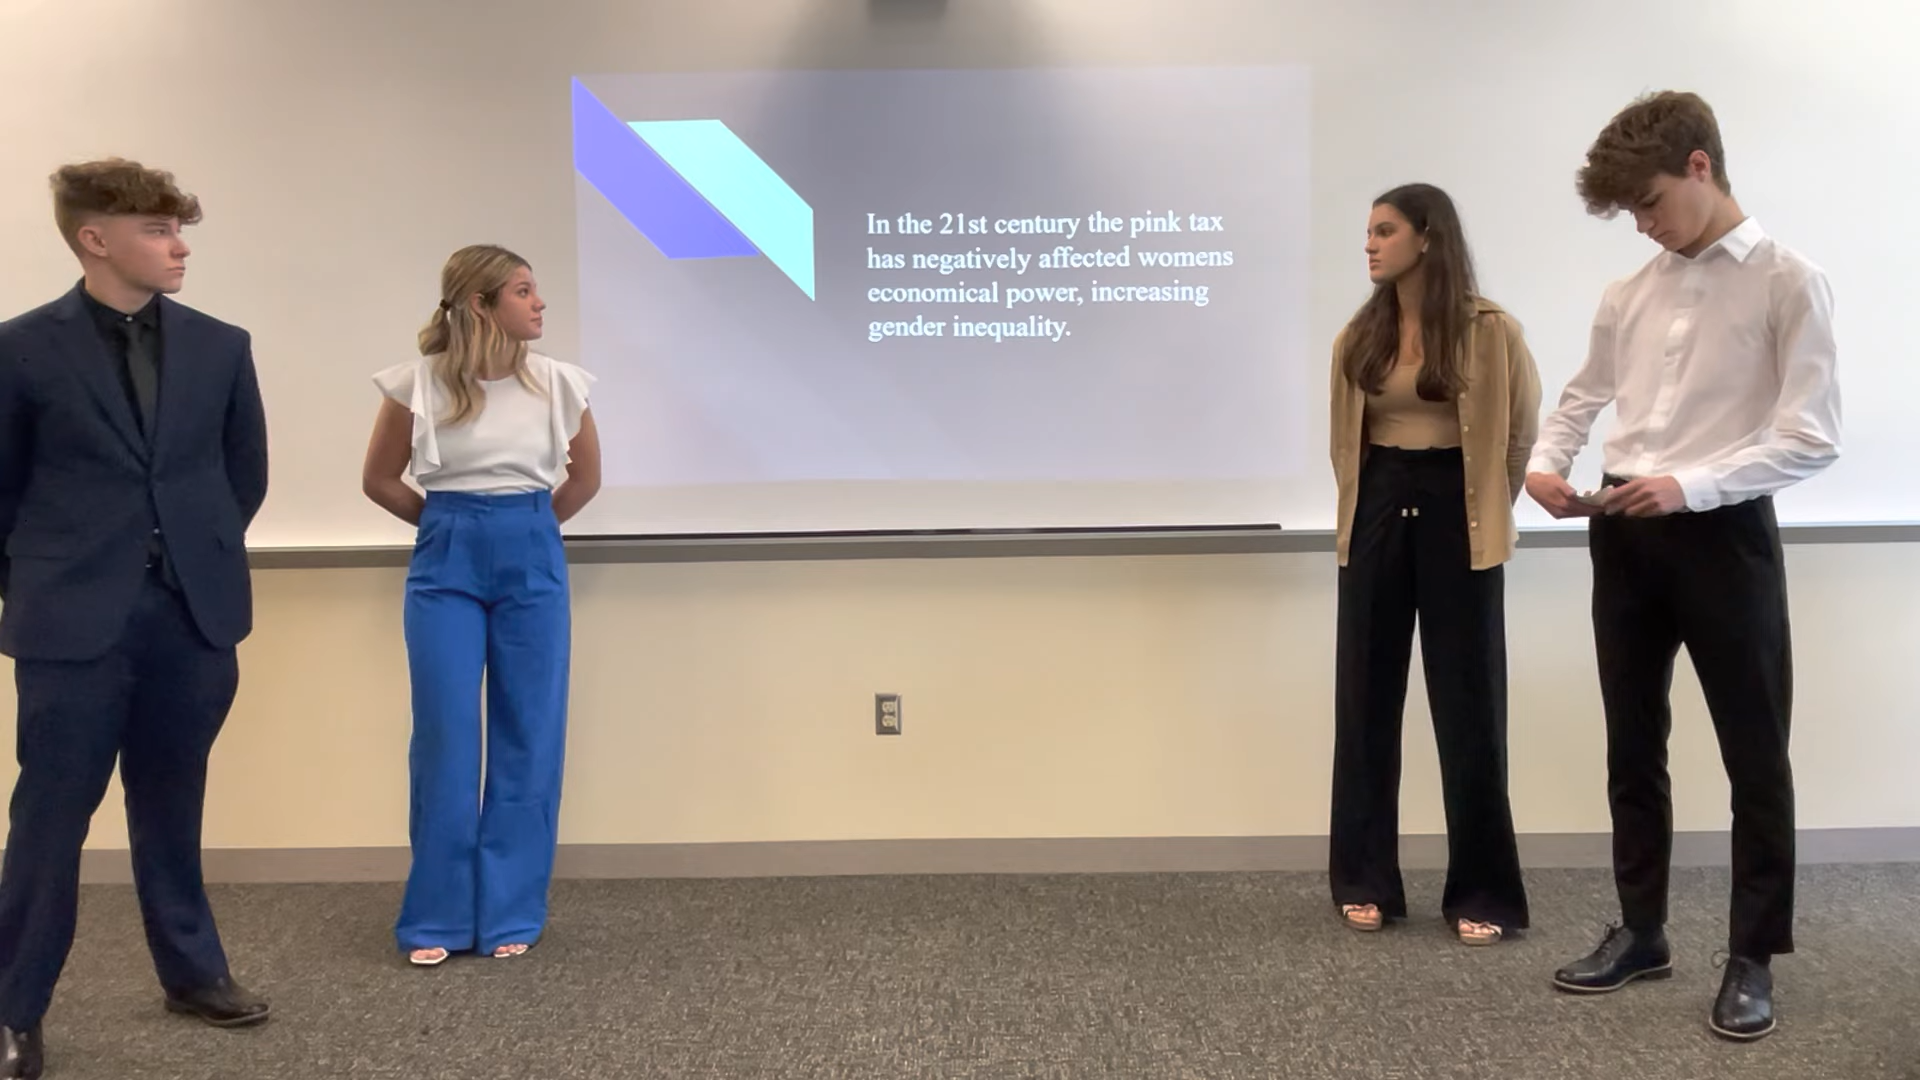 In the 21st century the pink tax
has negatively affected womens
economical power, increasing
gender inequality.